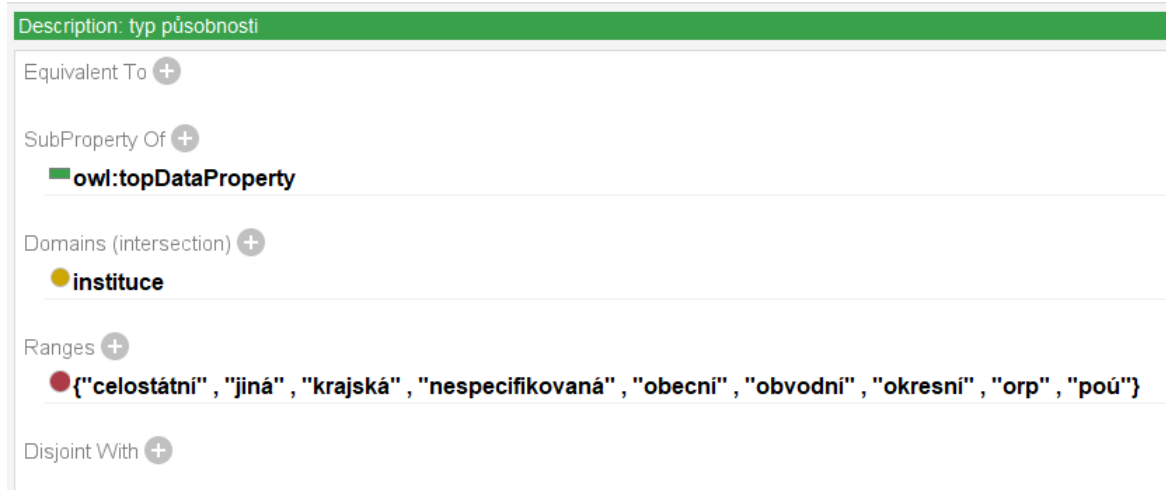 Description: typ působnosti
Equivalent To
SubProperty Of
owl:topDataProperty
Domains (intersection)
instituce
Ranges
{"celostátní" , "jiná" , "krajská" , "nespecifikovaná" , "obecní" , "obvodní" , "okresní" , "orp" , "poú"}
Disjoint With